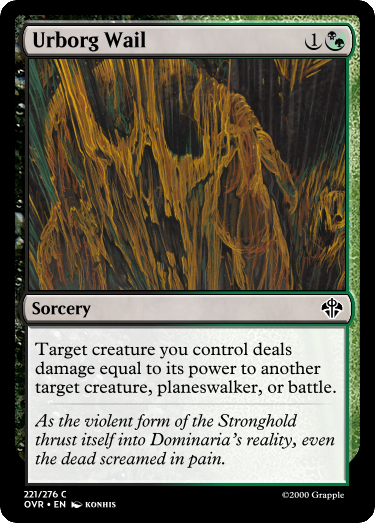 Urborg Wail 1
Sorcery
Target creature you control deals
damage equal to its power to another
target creature, planeswalker, or battle.
As the violent form of the Stronghold
thrust itself into Dominaria's reality, even
the dead screamed in pain.
221/276 C
OVR • EN KONHIS
©2000 Grapple